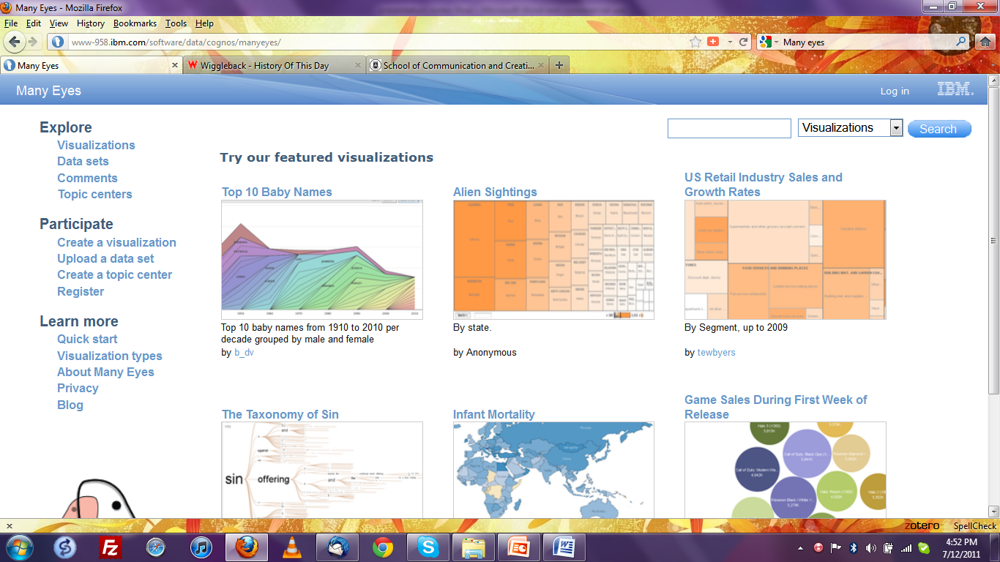 Many Eyes - Mozilla Firefox
File Edit View History Bookmarks Tools Help
www-958.ibm.com/software/data/cognos/manyeyes/
Many eyes
Many Eyes
Wiggleback - History Of This Day
School of Communication and Creati...
Many Eyes
Log in
IBM
Explore
Visualizations
Data sets
Comments
Topic centers
Participate
Create a visualization
Upload a data set
Create a topic center
Register
Learn more
Quick start
Visualization types
About Many Eyes
Privacy
Blog
Visualizations
Search
Try our featured visualizations
Top 10 Baby Names
Top 10 baby names from 1910 to 2010 per
decade grouped by male and female
by b_dv
Alien Sightings
By state.
by Anonymous
US Retail Industry Sales and
Growth Rates
FOOD SERVICES AND DRINKING PLACES
By Segment, up to 2009
by tewbyers
The Taxonomy of Sin
sin
offering
and
and
Infant Mortality
Game Sales During First Week of
Release
zotero
SpellCheck
4:52 PM
7/12/2011